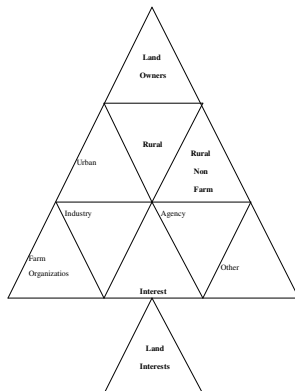 Land
Owners
Urban
Rural
Rural
Non
Farm
Industry
Agency
Farm
Organizatios
Other
Interest
Land
Interests